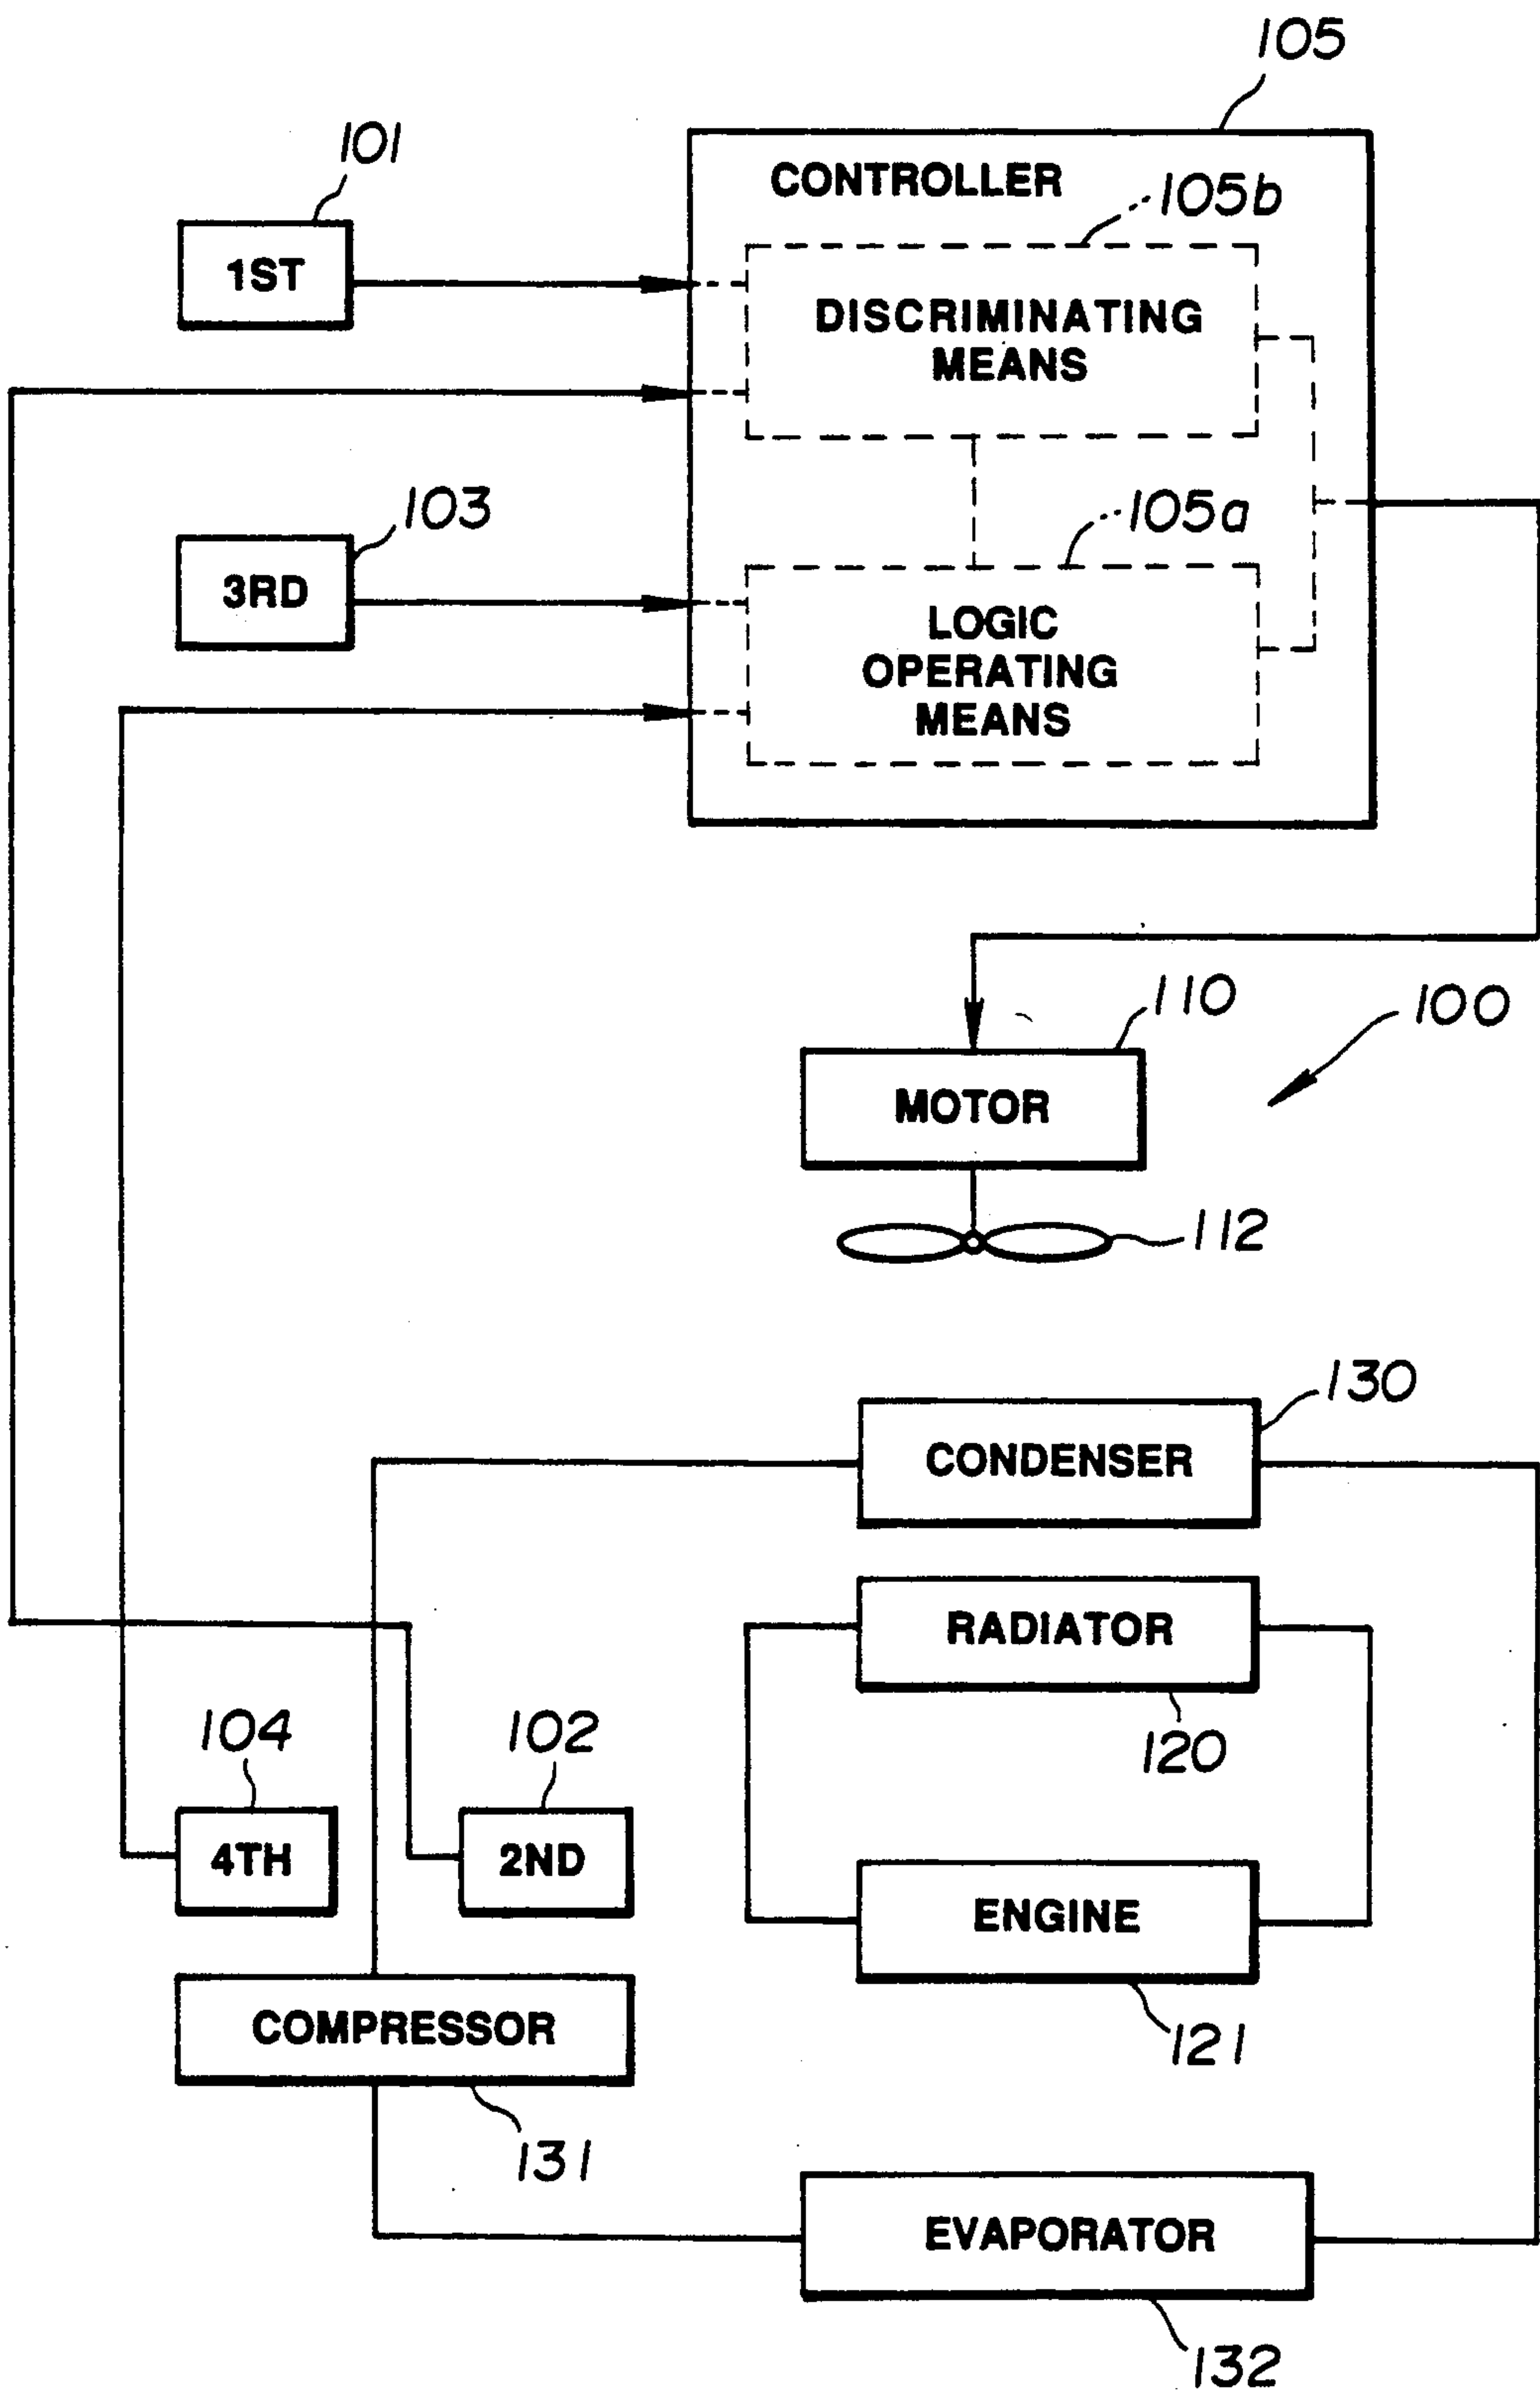 105
101
CONTROLLER
105b
1ST
DISCRIMINATING
MEANS
103
105a
3RD
LOGIC
OPERATING
MEANS
110
100
MOTOR
112
130
CONDENSER
RADIATOR
120
104
102
4TH
2ND
ENGINE
121
COMPRESSOR
131
EVAPORATOR
132